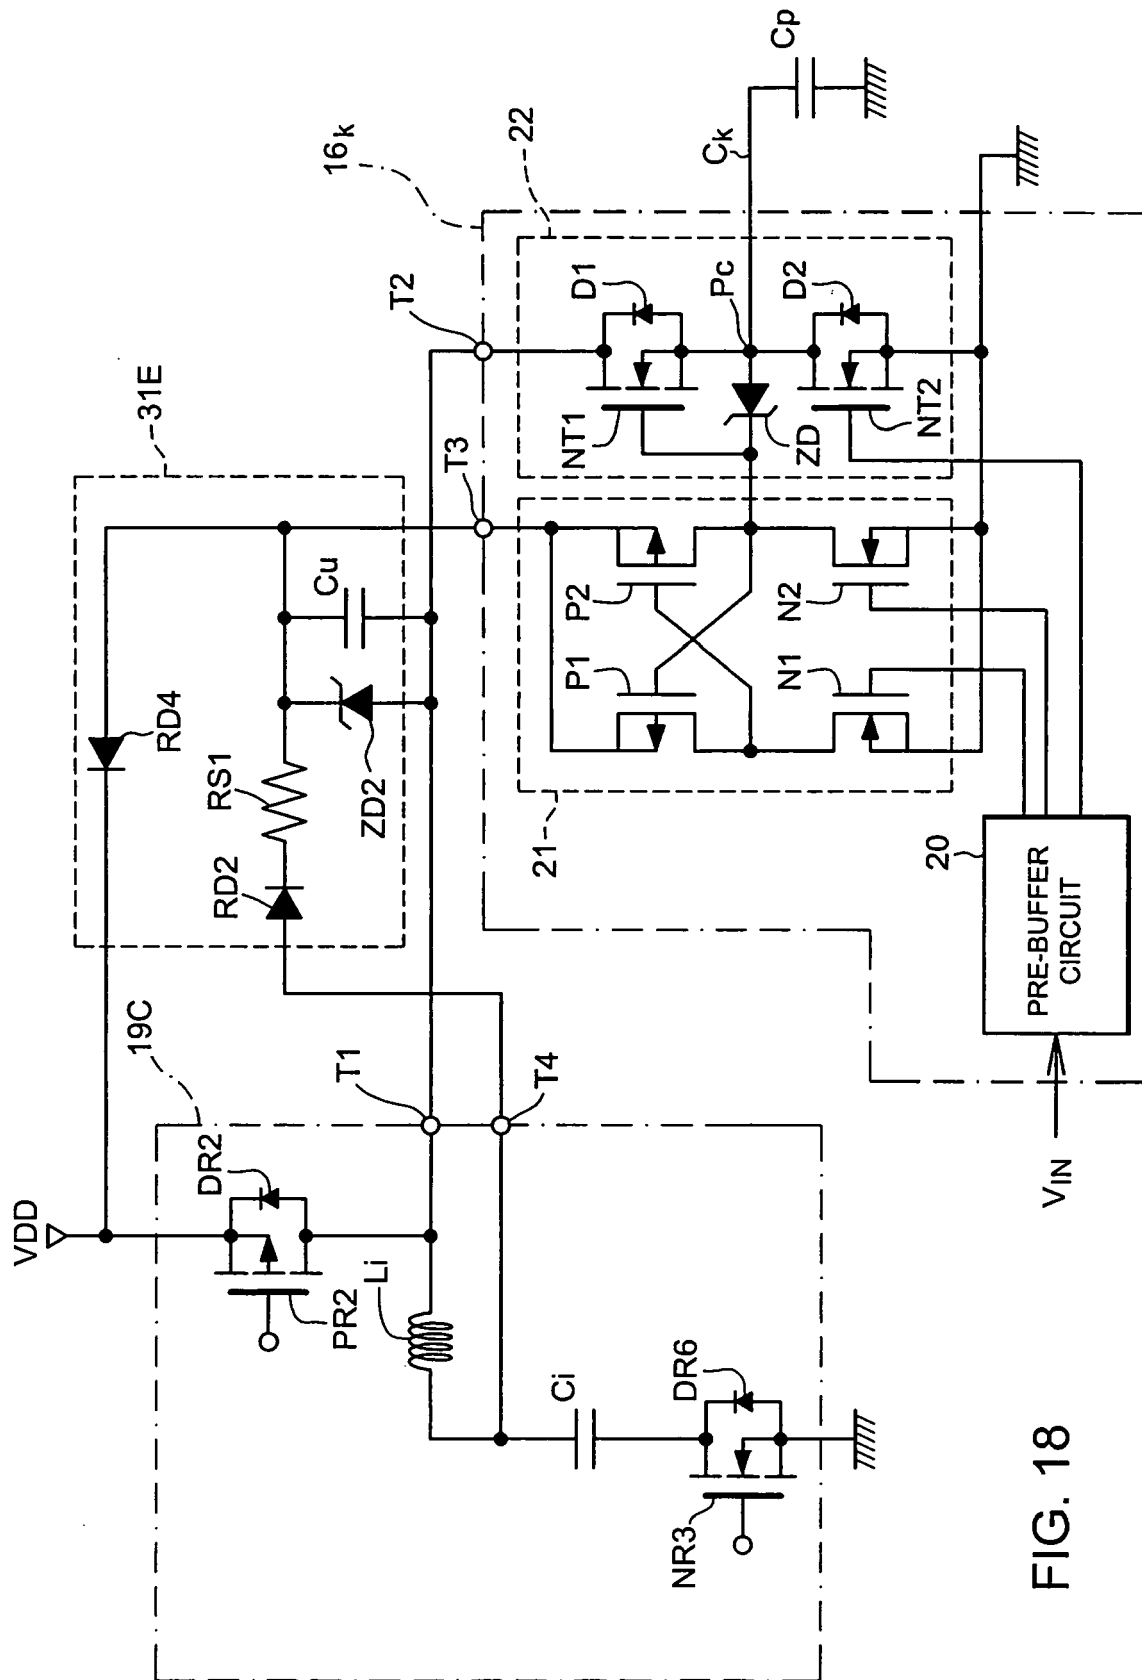 VDD
19C
DR2
PR2
Li
T1
T4
Ci
DR6
NR3
31E
RD4
RS1
RD2
ZD2
Cu
T3
T2
16k
22
D1
NT1
Pc
Ck
Cp
ZD
D2
NT2
21
P1
P2
N1
N2
20
PRE-BUFFER
CIRCUIT
VIN
FIG. 18